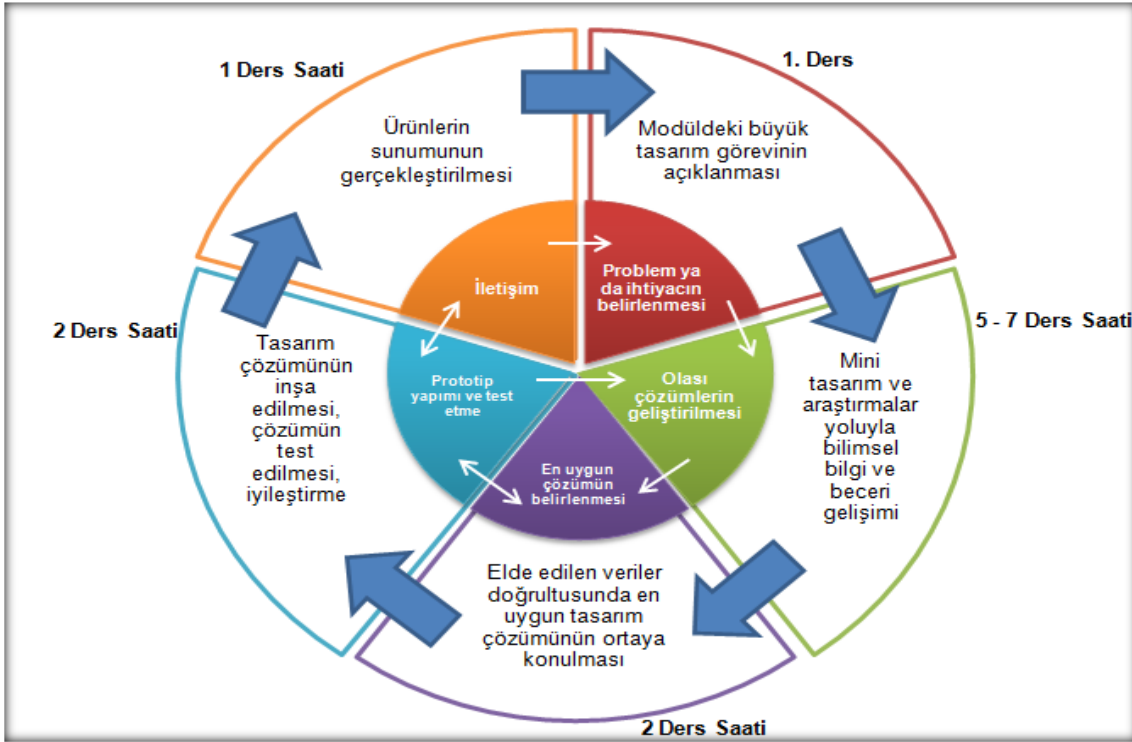 1 Ders Saati
1. Ders
Ürünlerin
sunumunun
gerçekleştirilmesi
Modüldeki büyük
tasarım görevinin
açıklanması
İletişim
Problem ya
da ihtiyacın
belirlenmesi
2 Ders Saati
5 - 7 Ders Saati
Tasarım
çözümünün
inşa
edilmesi,
çözümün
test
edilmesi,
iyileştirme
Prototip
yapımı ve test
etme
Olası
çözümlerin
geliştirilmesi
Mini
tasarım ve
araştırmalar
yoluyla
bilimsel
bilgi ve
beceri
gelişimi
En uygun
çözümün
belirlenmesi
Elde edilen veriler
doğrultusunda en
uygun tasarım
çözümünün ortaya
konulması
2 Ders Saati